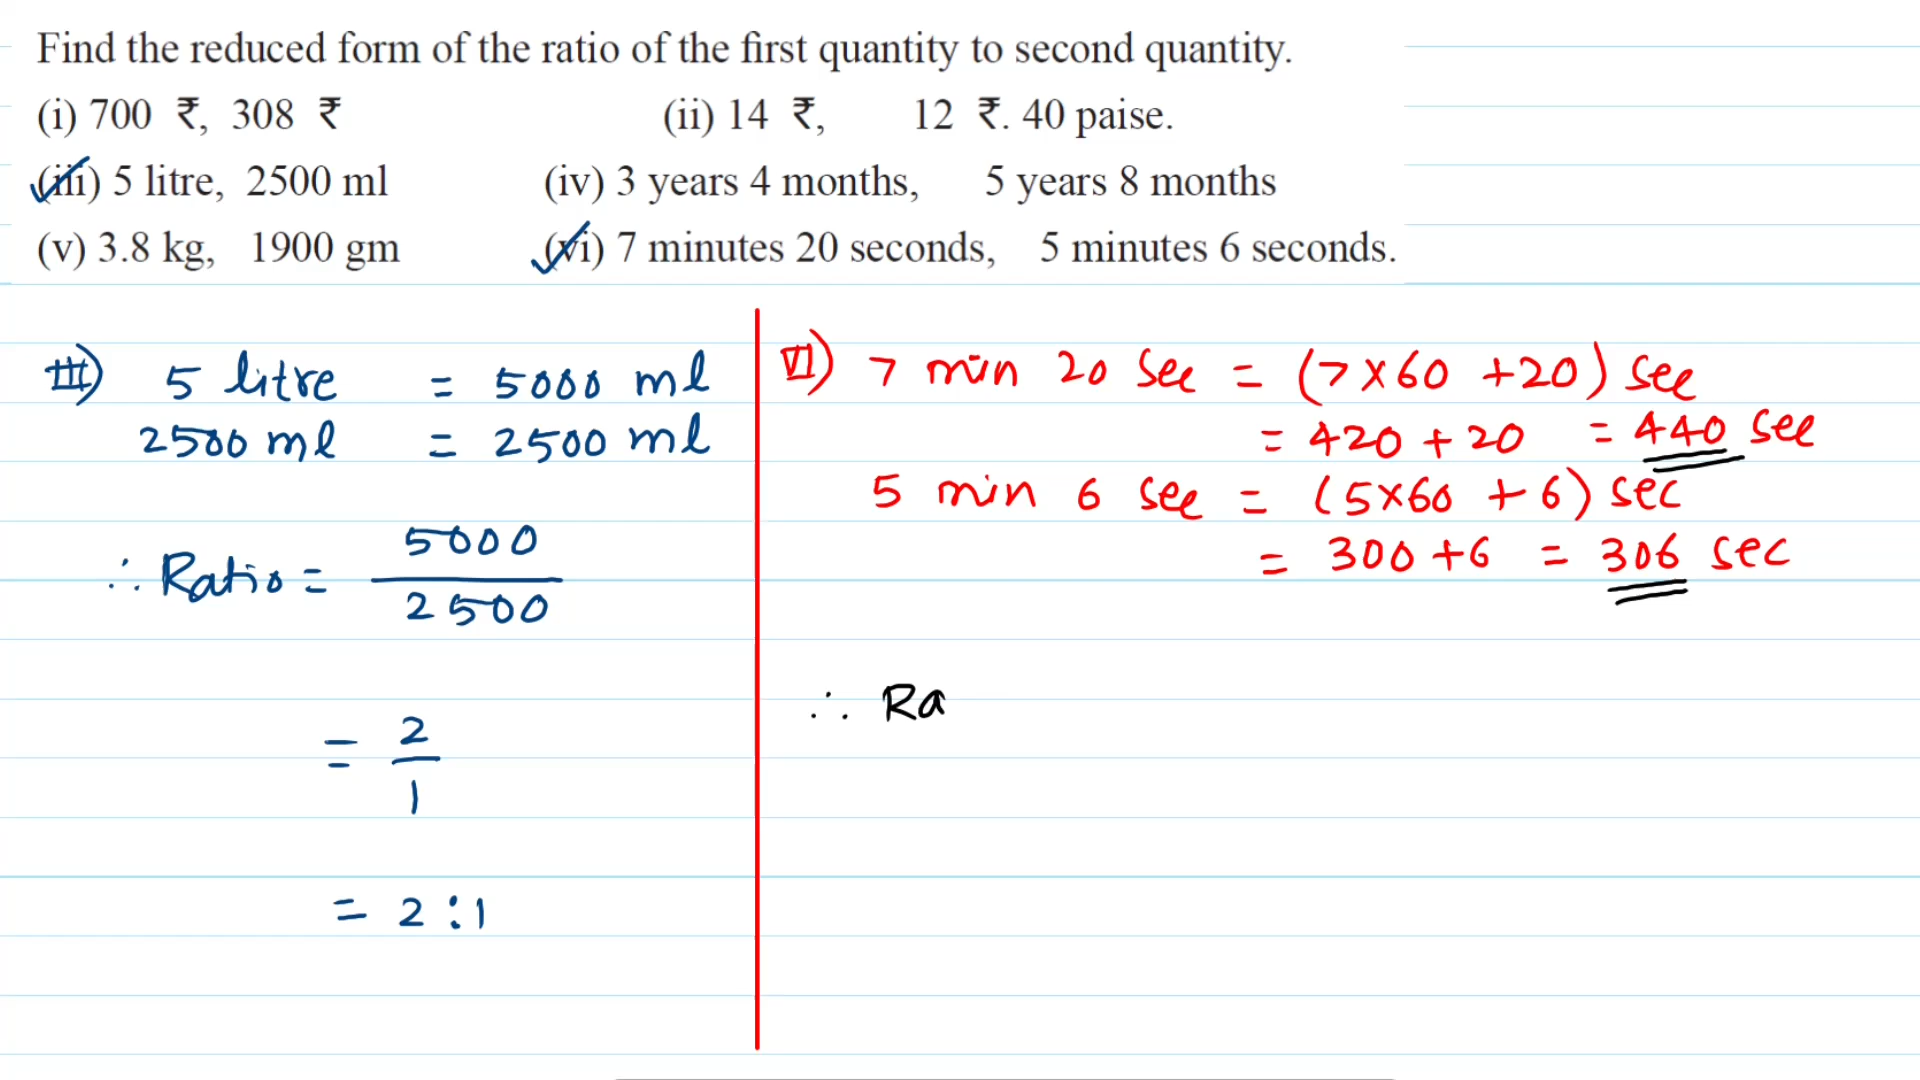 Find the reduced form of the ratio of the first quantity to second quantity.
(i) 700 ₹, 308 ₹ (ii) 14 ₹, 12 ₹. 40 paise.
(iii) 5 litre, 2500 ml (iv) 3 years 4 months, 5 years 8 months
(v) 3.8 kg, 1900 gm (vi) 7 minutes 20 seconds, 5 minutes 6 seconds.
III) 5 litre = 5000 ml
2500 ml = 2500 ml
∴ Ratio = 5000
2500
= 2
1
= 2 : 1
VI) 7 min 20 sec = (7×60 +20) sec
= 420 + 20 = 440 sec
5 min 6 sec = (5×60 + 6) sec
= 300 +6 = 306 sec
∴ Ra